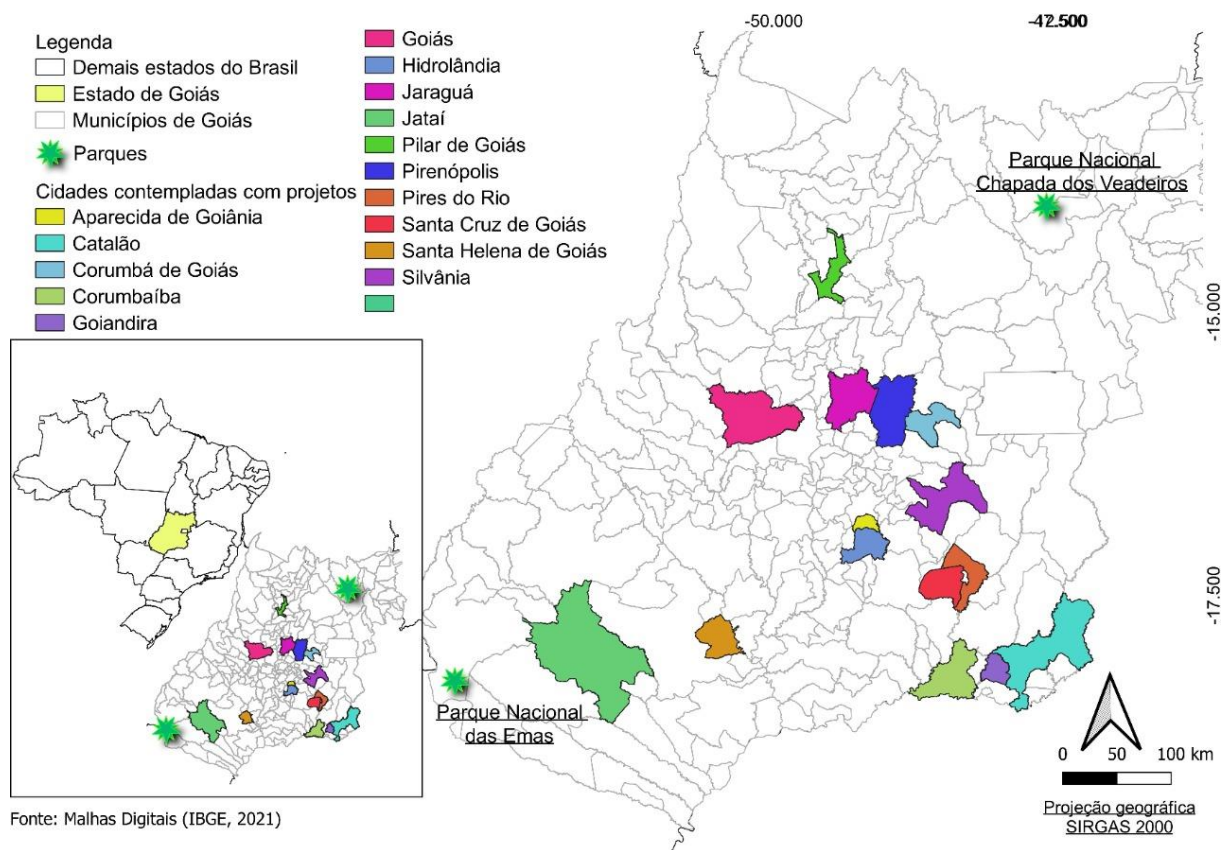 -50.000
-42.500
Legenda
Demais estados do Brasil
Estado de Goiás
Municípios de Goiás
Parques
Cidades contempladas com projetos
Aparecida de Goiânia
Catalão
Corumbá de Goiás
Corumbaíba
Goiandira
Goiás
Hidrolândia
Jaraguá
Jataí
Pilar de Goiás
Pirenópolis
Pires do Rio
Santa Cruz de Goiás
Santa Helena de Goiás
Silvânia
Parque Nacional
Chapada dos Veadeiros
-15.000
-17.500
Parque Nacional
das Emas
0 50 100 km
Projeção geográfica
SIRGAS 2000
Fonte: Malhas Digitais (IBGE, 2021)